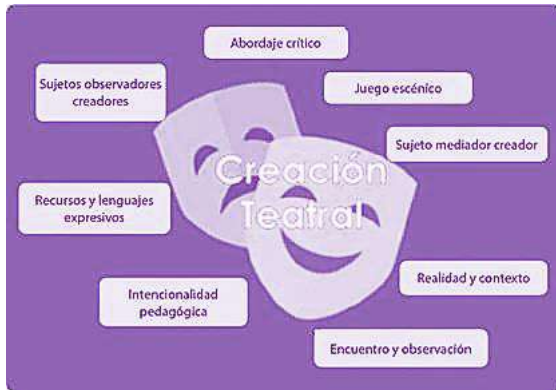 Abordaje crítico
Sujetos observadores
creadores
Juego escénico
Sujeto mediador creador
Creación
Teatral
Recursos y lenguajes
expresivos
Realidad y contexto
Intencionalidad
pedagógica
Encuentro y observación